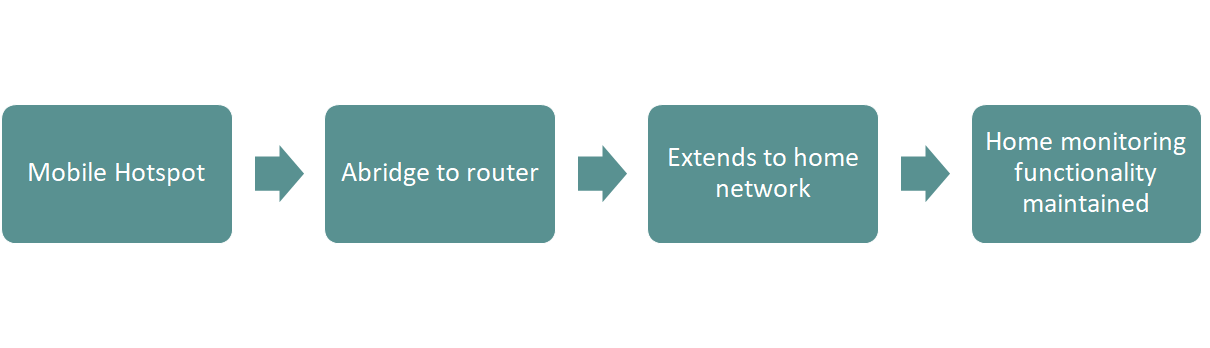 Mobile Hotspot
Abridge to router
Extends to home
network
Home monitoring
functionality
maintained